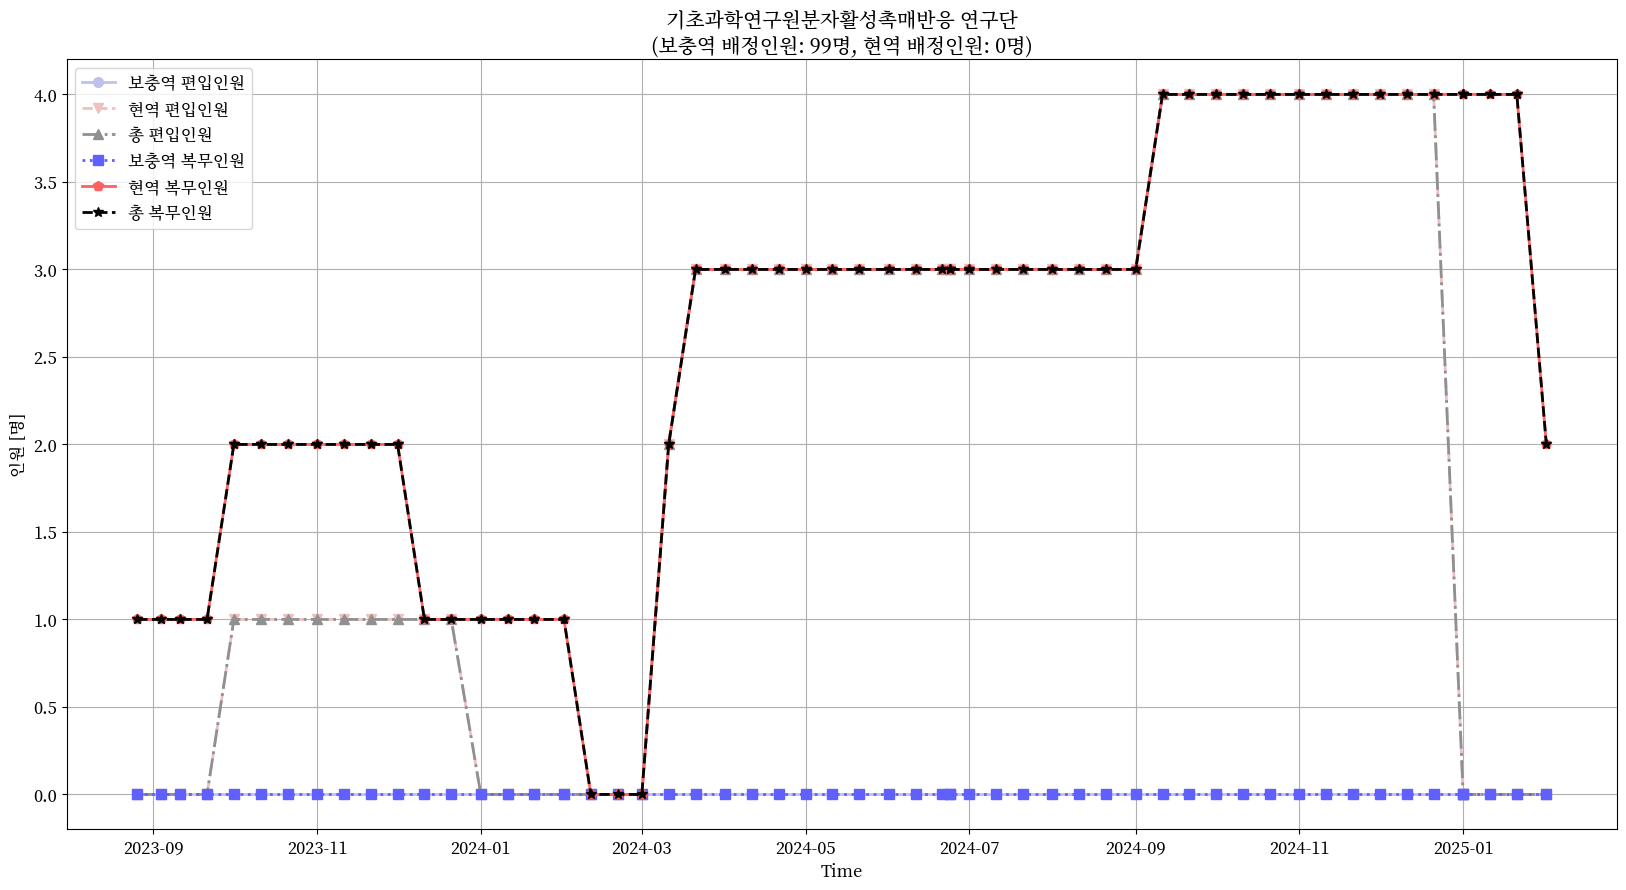 기초과학연구원분자활성촉매반응 연구단
(보충역 배정인원: 99명, 현역 배정인원: 0명)
보충역 편입인원
현역 편입인원
총 편입인원
보충역 복무인원
현역 복무인원
총 복무인원
인원 [명]
4.0
3.5
3.0
2.5
2.0
1.5
1.0
0.5
0.0
2023-09
2023-11
2024-01
2024-03
2024-05
2024-07
2024-09
2024-11
2025-01
Time